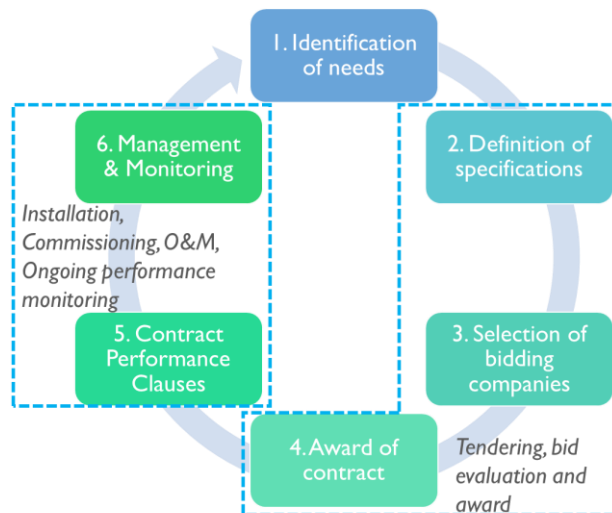 1. Identification
of needs
2. Definition of
specifications
3. Selection of
bidding
companies
Tendering, bid
evaluation and
award
4. Award of
contract
5. Contract
Performance
Clauses
Installation,
Commissioning, O&M,
Ongoing performance
monitoring
6. Management
& Monitoring